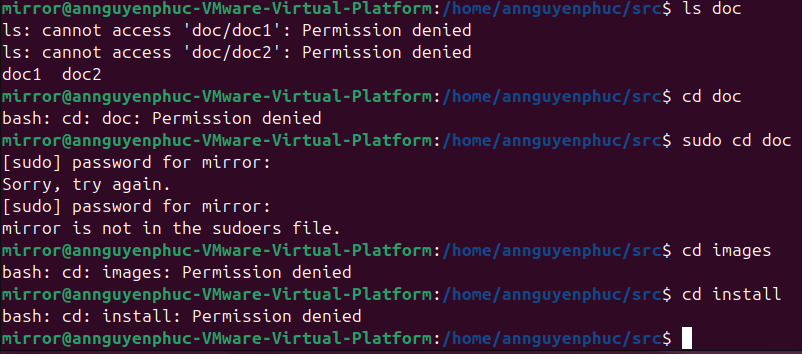 mirror@annguyenphuc-VMware-Virtual-Platform:/home/annguyenphuc/src$ ls doc
ls: cannot access 'doc/doc1': Permission denied
ls: cannot access 'doc/doc2': Permission denied
doc1  doc2
mirror@annguyenphuc-VMware-Virtual-Platform:/home/annguyenphuc/src$ cd doc
bash: cd: doc: Permission denied
mirror@annguyenphuc-VMware-Virtual-Platform:/home/annguyenphuc/src$ sudo cd doc
[sudo] password for mirror:
Sorry, try again.
[sudo] password for mirror:
mirror is not in the sudoers file.
mirror@annguyenphuc-VMware-Virtual-Platform:/home/annguyenphuc/src$ cd images
bash: cd: images: Permission denied
mirror@annguyenphuc-VMware-Virtual-Platform:/home/annguyenphuc/src$ cd install
bash: cd: install: Permission denied
mirror@annguyenphuc-VMware-Virtual-Platform:/home/annguyenphuc/src$